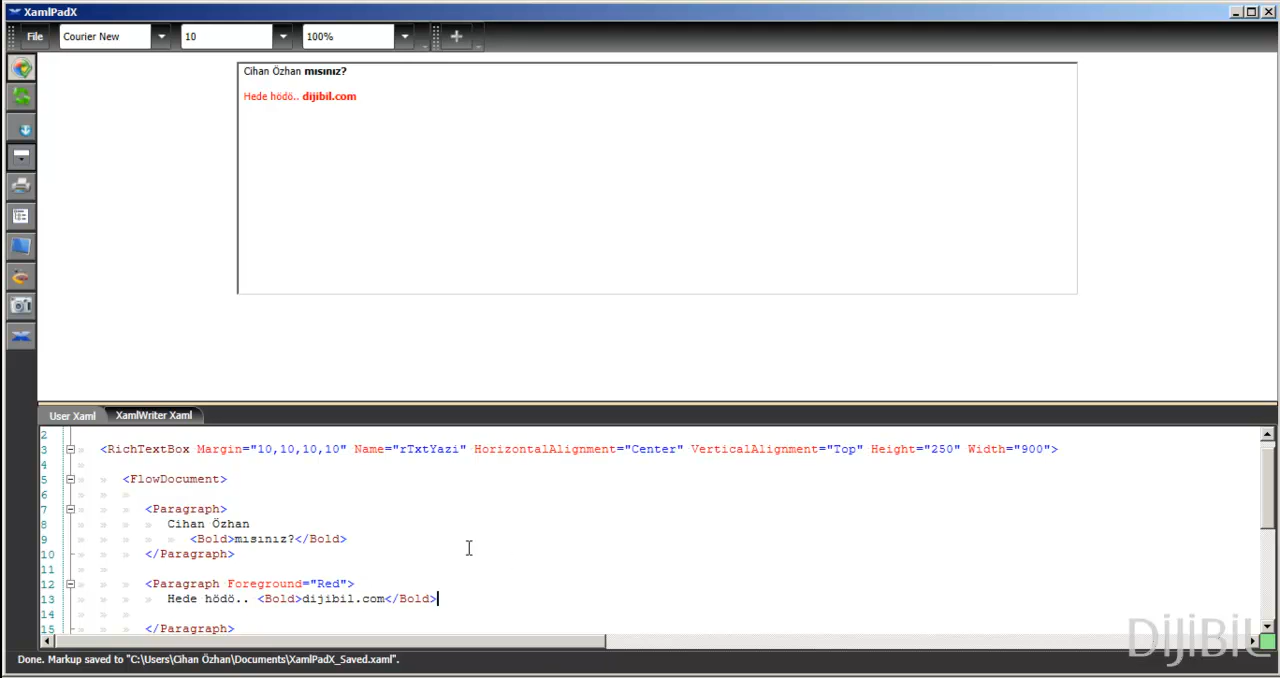 XamlPadX
File Courier New 10 100%
Cihan Özhan mısınız?
Hede hödö.. dijibil.com
User Xaml XamlWriter Xaml
2
3 <RichTextBox Margin="10,10,10,10" Name="rTxtYazi" HorizontalAlignment="Center" VerticalAlignment="Top" Height="250" Width="900">
4
5 <FlowDocument>
6
7 <Paragraph>
8 Cihan Özhan
9 <Bold>mısınız?</Bold>
10 </Paragraph>
11
12 <Paragraph Foreground="Red">
13 Hede hödö.. <Bold>dijibil.com</Bold>
14
15 </Paragraph>
DijiBiL
Done. Markup saved to "C:\Users\Cihan Özhan\Documents\XamlPadX_Saved.xaml".